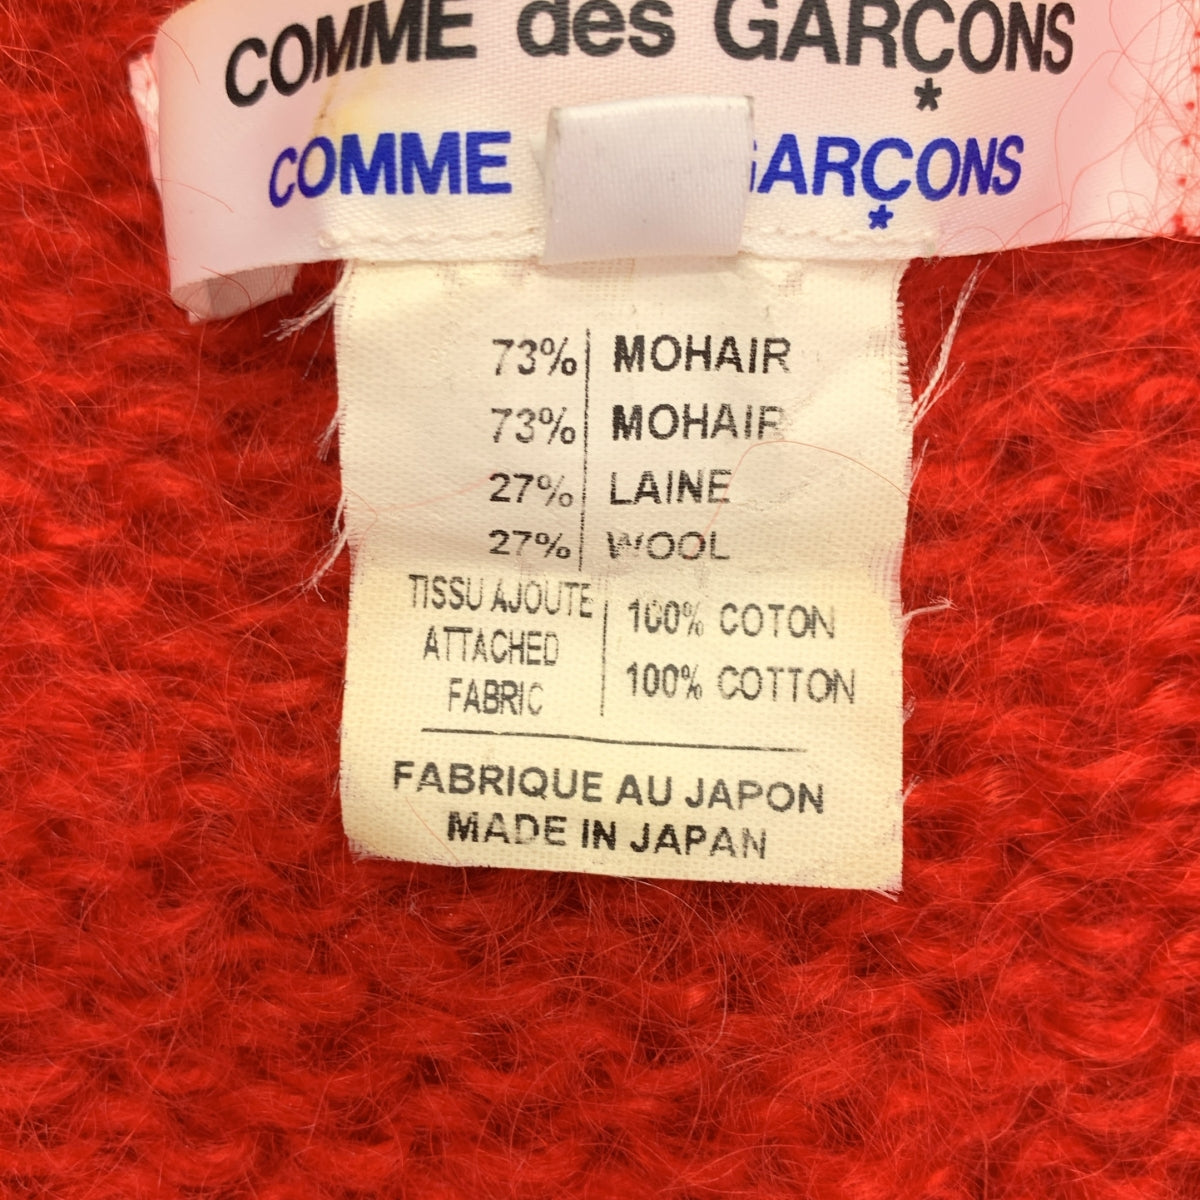 COMME des GARÇONS
*
COMME GARÇONS
*
73% MOHAIR
73% MOHAIR
27% LAINE
27% WOOL
TISSU AJOUTE 100% COTON
ATTACHED FABRIC 100% COTTON
FABRIQUE AU JAPON
MADE IN JAPAN